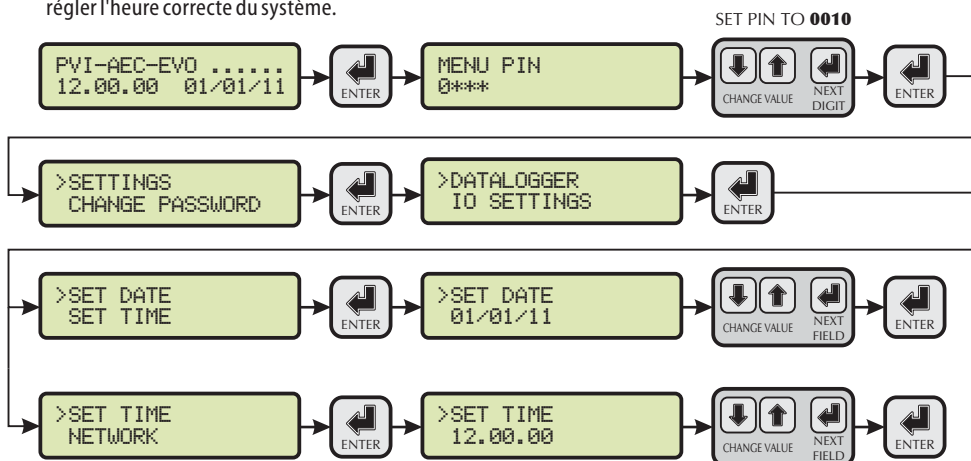 régler l'heure correcte du système.
SET PIN TO 0010
PVI-AEC-EVO ......
12.00.00 01/01/11
ENTER
MENU PIN
0***
CHANGE VALUE
NEXT
DIGIT
ENTER
>SETTINGS
CHANGE PASSWORD
ENTER
>DATALOGGER
IO SETTINGS
ENTER
>SET DATE
SET TIME
ENTER
>SET DATE
01/01/11
CHANGE VALUE
NEXT
FIELD
ENTER
>SET TIME
NETWORK
ENTER
>SET TIME
12.00.00
CHANGE VALUE
NEXT
FIELD
ENTER